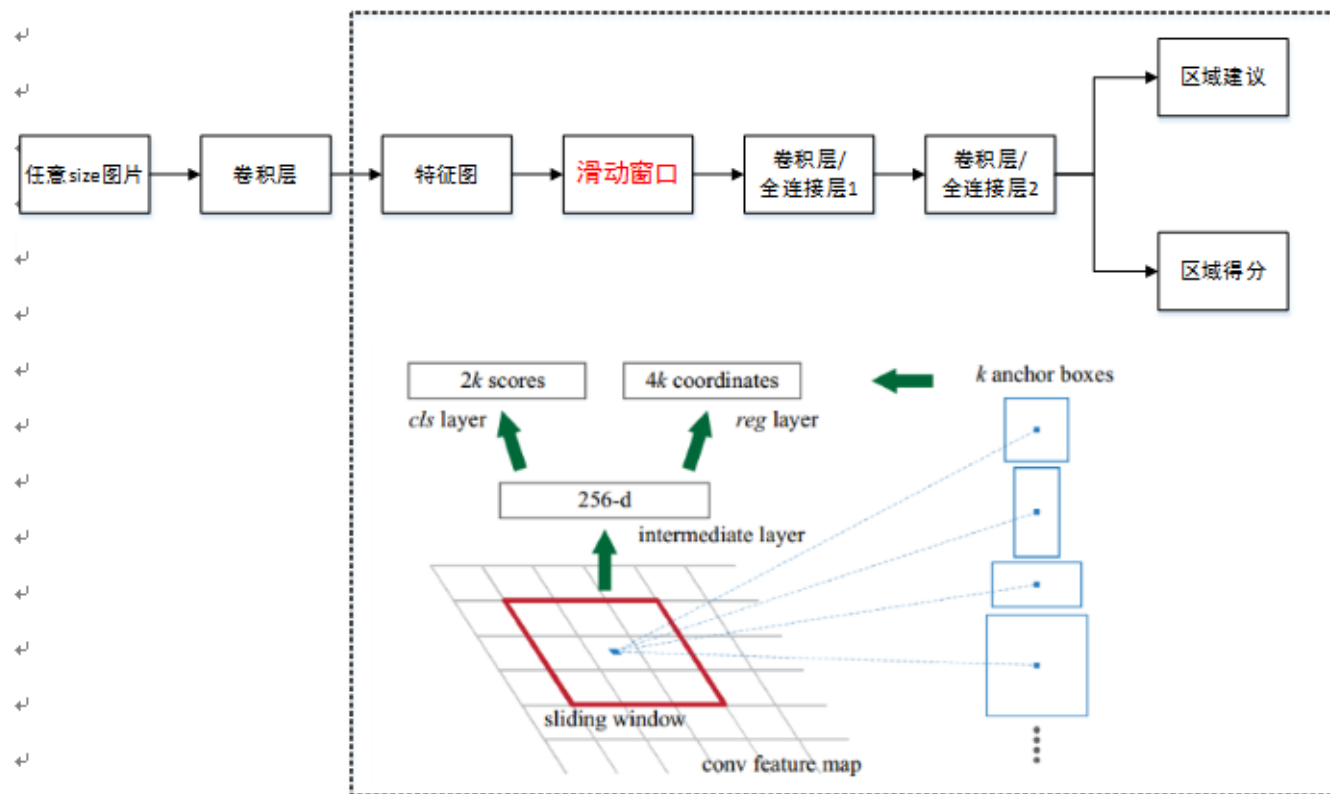 区域建议
任意size图片
卷积层
特征图
滑动窗口
卷积层/
全连接层1
卷积层/
全连接层2
区域得分
2k scores
4k coordinates
k anchor boxes
cls layer
reg layer
256-d
intermediate layer
sliding window
conv feature map